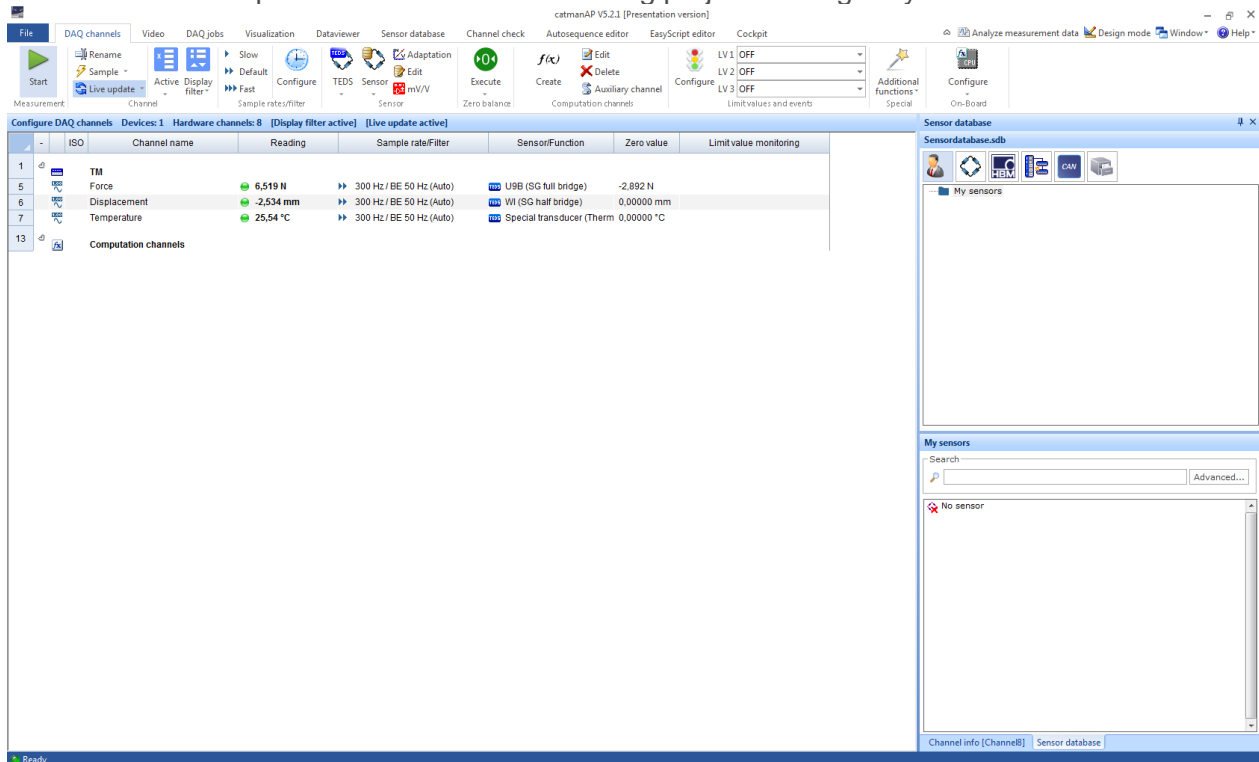 catmanAP V5.2.1 [Presentation version]
File DAQ channels Video DAQ jobs Visualization Dataviewer Sensor database Channel check Autosequence editor EasyScript editor Cockpit Analyze measurement data Design mode Window Help
Rename Slow Adaptation Edit LV 1 OFF
Sample Default Edit Delete LV 2 OFF
Live update Fast mV/V Auxiliary channel LV 3 OFF
Start Active Display filter Configure TEDS Sensor Execute f(x) Create Configure Additional functions Configure
Measurement Channel Sample rates/filter Sensor Zero balance Computation channels Limit values and events Special On-Board
Configure DAQ channels Devices: 1 Hardware channels: 8 [Display filter active] [Live update active]
- ISO Channel name Reading Sample rate/Filter Sensor/Function Zero value Limit value monitoring
1 TM
5 Force 6,519 N 300 Hz / BE 50 Hz (Auto) TEDS U9B (SG full bridge) -2,892 N
6 Displacement -2,534 mm 300 Hz / BE 50 Hz (Auto) TEDS WI (SG half bridge) 0,00000 mm
7 Temperature 25,54 °C 300 Hz / BE 50 Hz (Auto) TEDS Special transducer (Therm 0,00000 °C
13 fx Computation channels
Sensor database
Sensordatabase.sdb
HBM CAN
My sensors
My sensors
Search
Advanced...
No sensor
Channel info [Channel8] Sensor database
Ready